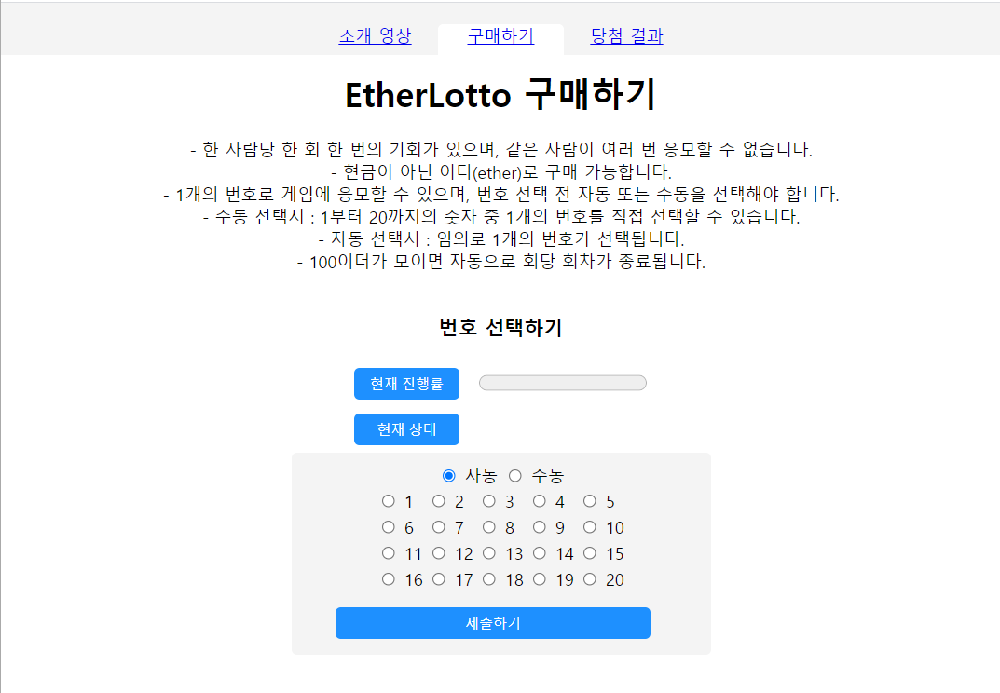 소개 영상 구매하기 당첨 결과
EtherLotto 구매하기
- 한 사람당 한 회 한 번의 기회가 있으며, 같은 사람이 여러 번 응모할 수 없습니다.
- 현금이 아닌 이더(ether)로 구매 가능합니다.
- 1개의 번호로 게임에 응모할 수 있으며, 번호 선택 전 자동 또는 수동을 선택해야 합니다.
- 수동 선택시 : 1부터 20까지의 숫자 중 1개의 번호를 직접 선택할 수 있습니다.
- 자동 선택시 : 임의로 1개의 번호가 선택됩니다.
- 100이더가 모이면 자동으로 회당 회차가 종료됩니다.
번호 선택하기
현재 진행률
현재 상태
자동 수동
1 2 3 4 5
6 7 8 9 10
11 12 13 14 15
16 17 18 19 20
제출하기